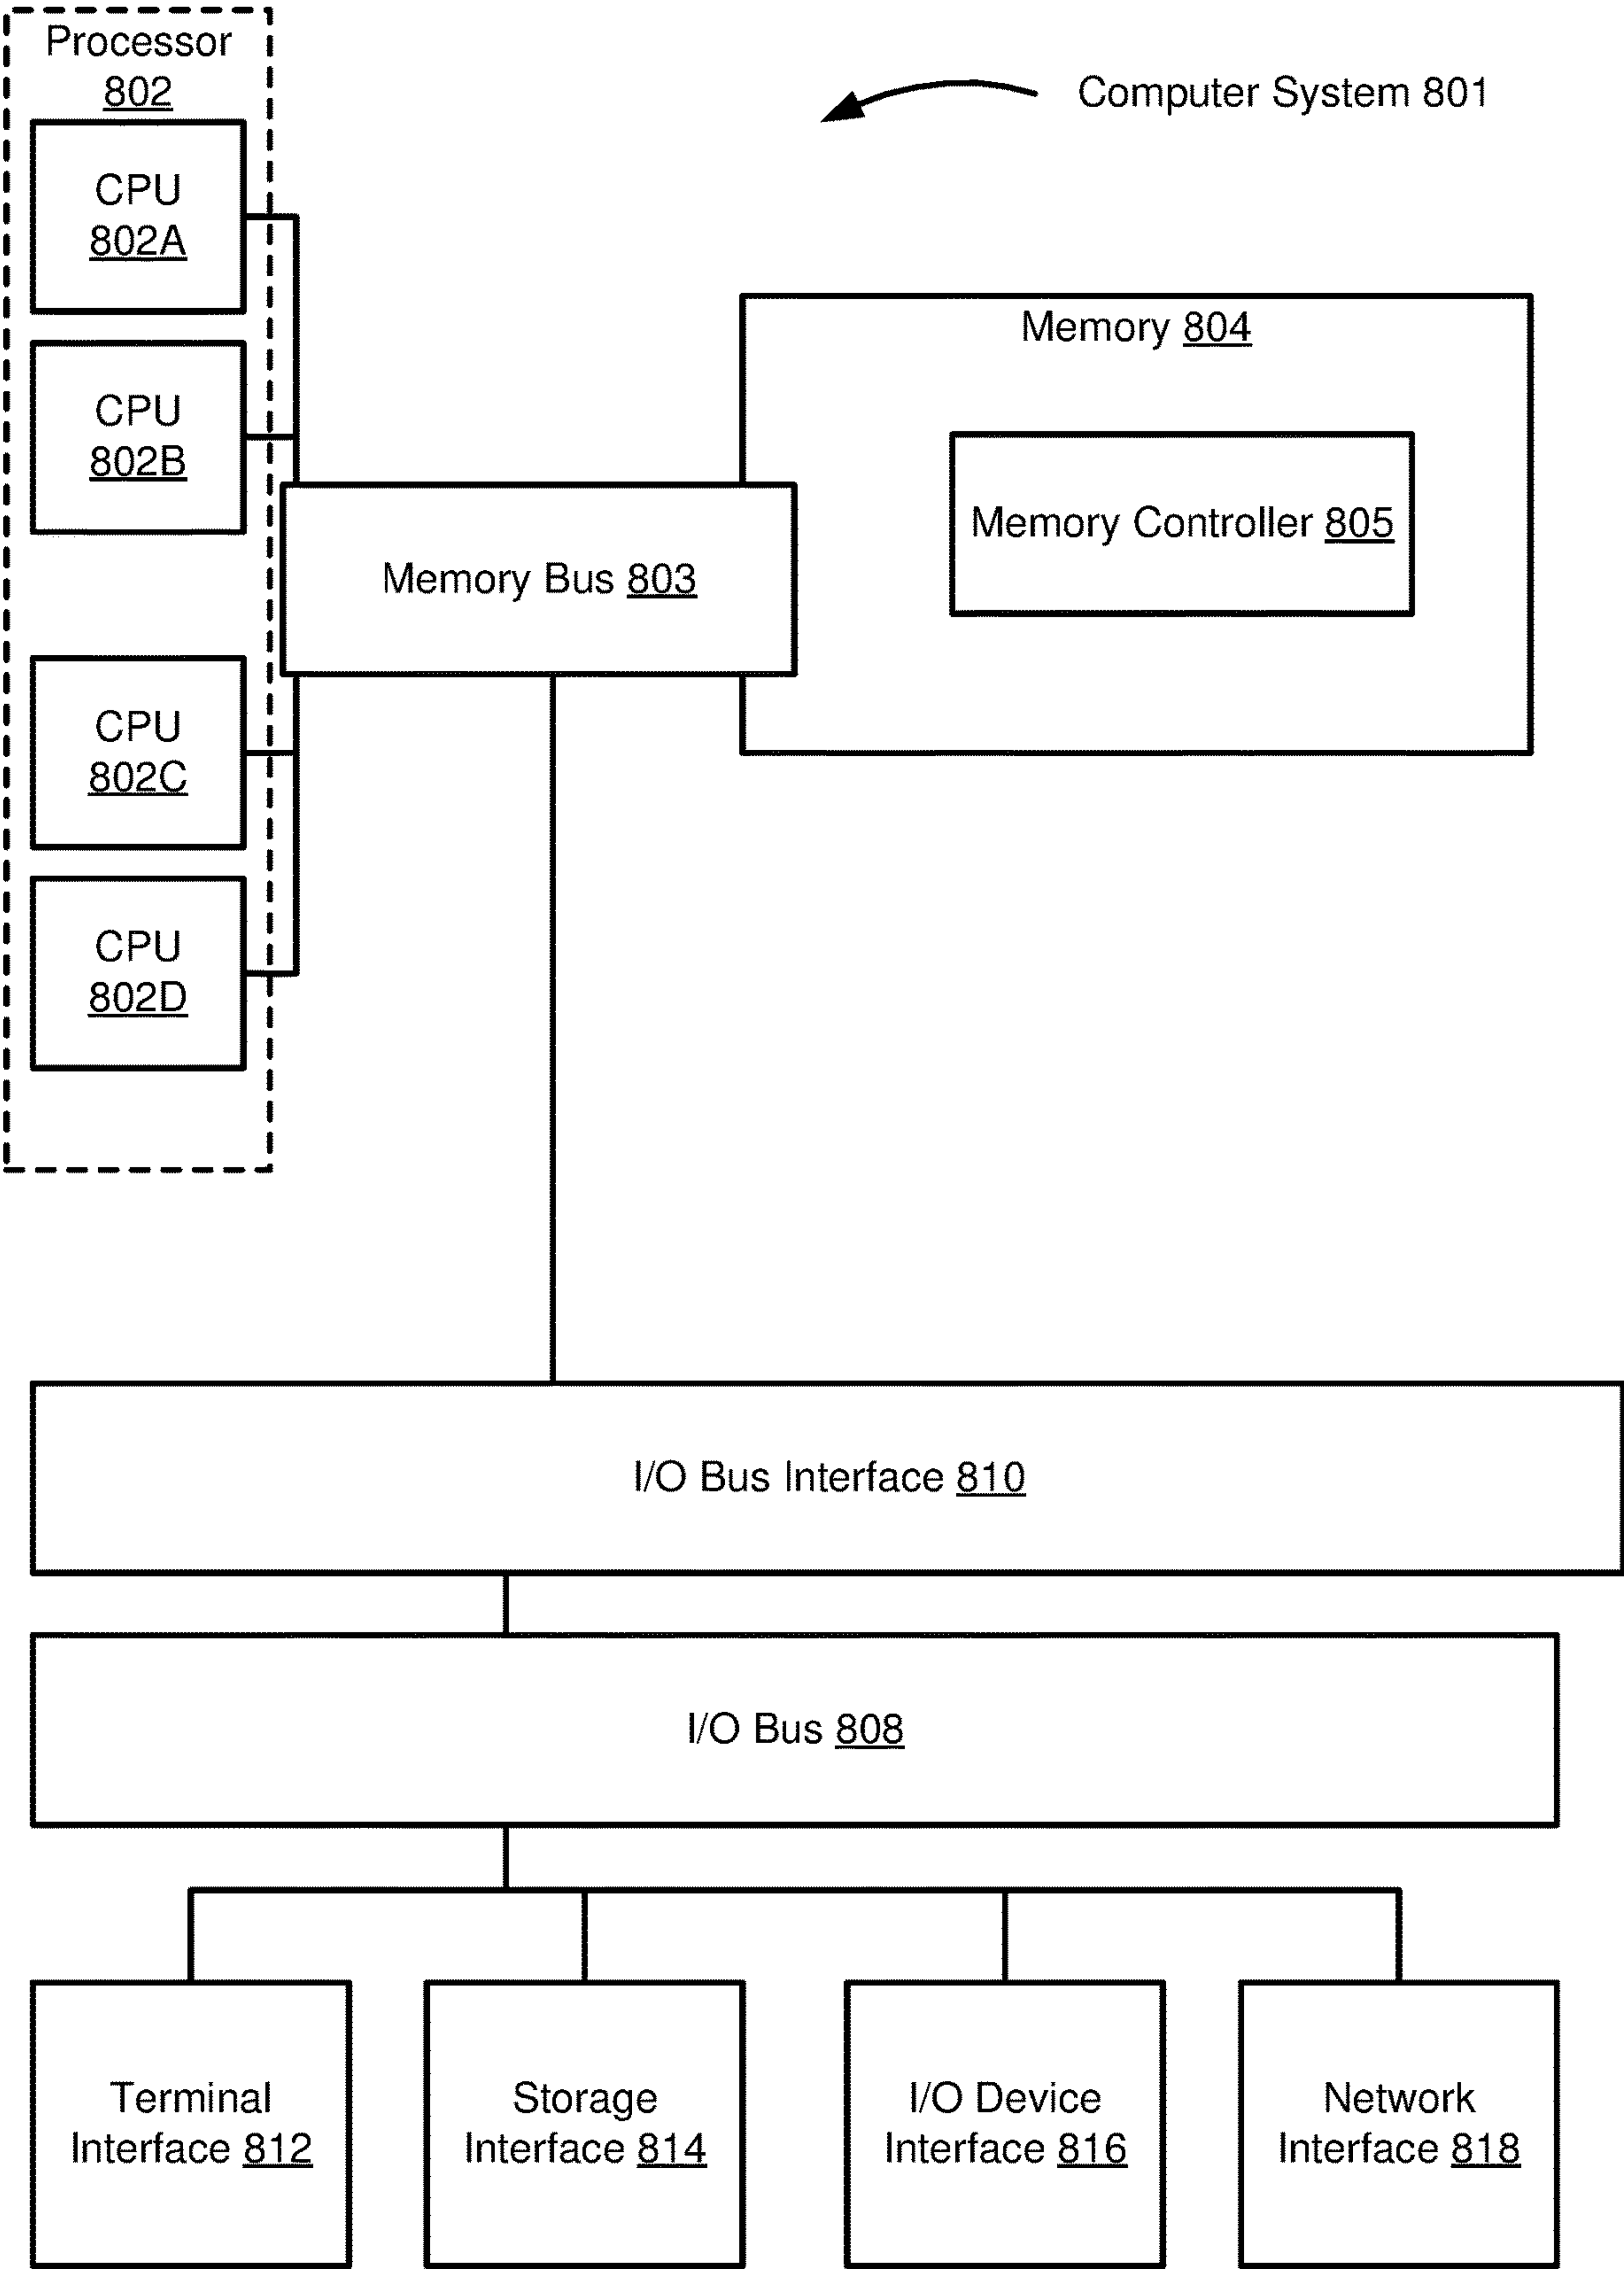 Processor
802
Computer System 801
CPU
802A
Memory 804
CPU
802B
Memory Controller 805
Memory Bus 803
CPU
802C
CPU
802D
I/O Bus Interface 810
I/O Bus 808
Terminal
Interface 812
Storage
Interface 814
I/O Device
Interface 816
Network
Interface 818